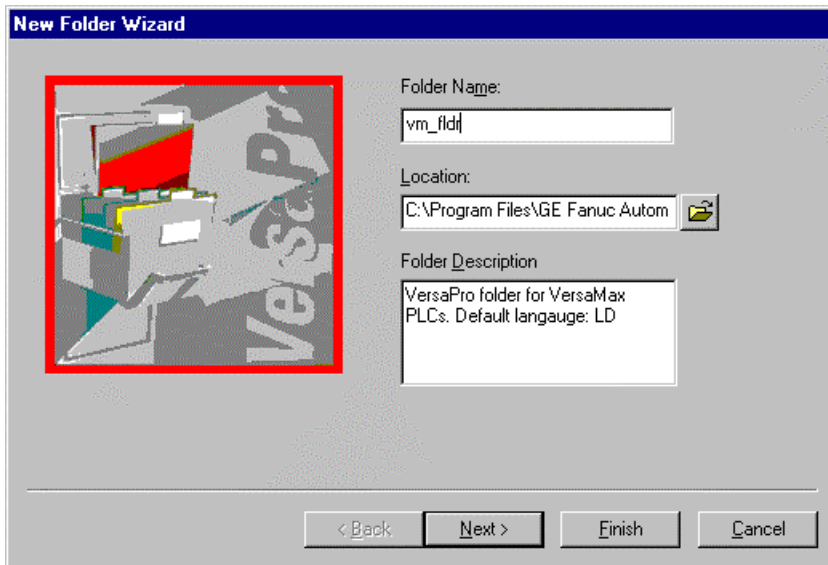 New Folder Wizard
Folder Name:
vm_fldr
Location:
C:\Program Files\GE Fanuc Autom
Folder Description
VersaPro folder for VersaMax
PLCs. Default langauge: LD
VersaPr
< Back
Next >
Finish
Cancel